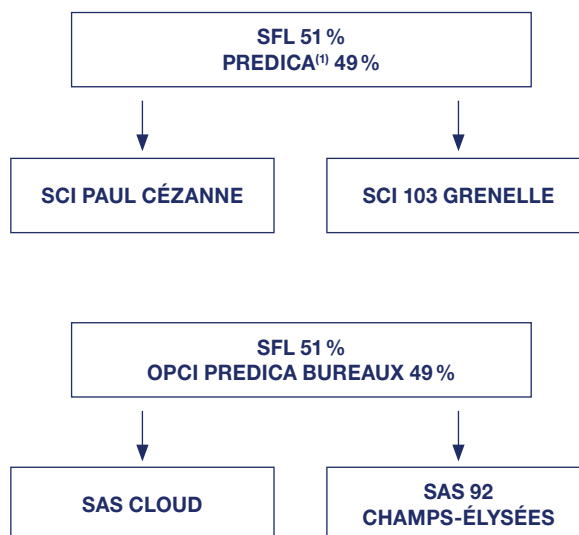 SFL 51 %
PREDICA(1) 49 %
SCI PAUL CÉZANNE
SCI 103 GRENELLE
SFL 51 %
OPCI PREDICA BUREAUX 49 %
SAS CLOUD
SAS 92
CHAMPS-ÉLYSÉES